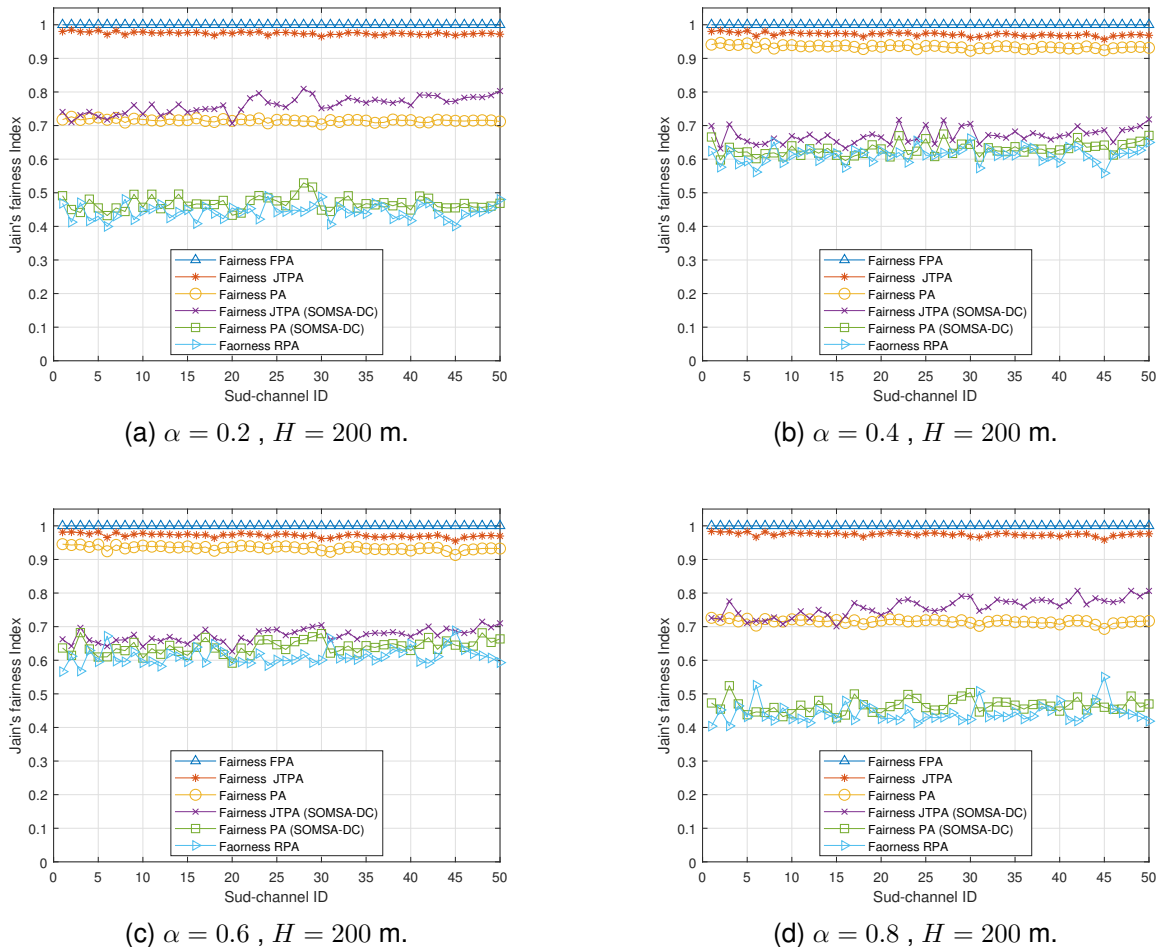 1
0.9
0.8
0.7
0.6
0.5
0.4
0.3
0.2
0.1
0
Jain's fairness Index
Fairness FPA
Fairness JTPA
Fairness PA
Fairness JTPA (SOMSA-DC)
Fairness PA (SOMSA-DC)
Faorness RPA
0 5 10 15 20 25 30 35 40 45 50
Sud-channel ID
(a) α = 0.2 , H = 200 m.
1
0.9
0.8
0.7
0.6
0.5
0.4
0.3
0.2
0.1
0
Jain's fairness Index
Fairness FPA
Fairness JTPA
Fairness PA
Fairness JTPA (SOMSA-DC)
Fairness PA (SOMSA-DC)
Faorness RPA
0 5 10 15 20 25 30 35 40 45 50
Sud-channel ID
(b) α = 0.4 , H = 200 m.
1
0.9
0.8
0.7
0.6
0.5
0.4
0.3
0.2
0.1
0
Jain's fairness Index
Fairness FPA
Fairness JTPA
Fairness PA
Fairness JTPA (SOMSA-DC)
Fairness PA (SOMSA-DC)
Faorness RPA
0 5 10 15 20 25 30 35 40 45 50
Sud-channel ID
(c) α = 0.6 , H = 200 m.
1
0.9
0.8
0.7
0.6
0.5
0.4
0.3
0.2
0.1
0
Jain's fairness Index
Fairness FPA
Fairness JTPA
Fairness PA
Fairness JTPA (SOMSA-DC)
Fairness PA (SOMSA-DC)
Faorness RPA
0 5 10 15 20 25 30 35 40 45 50
Sud-channel ID
(d) α = 0.8 , H = 200 m.